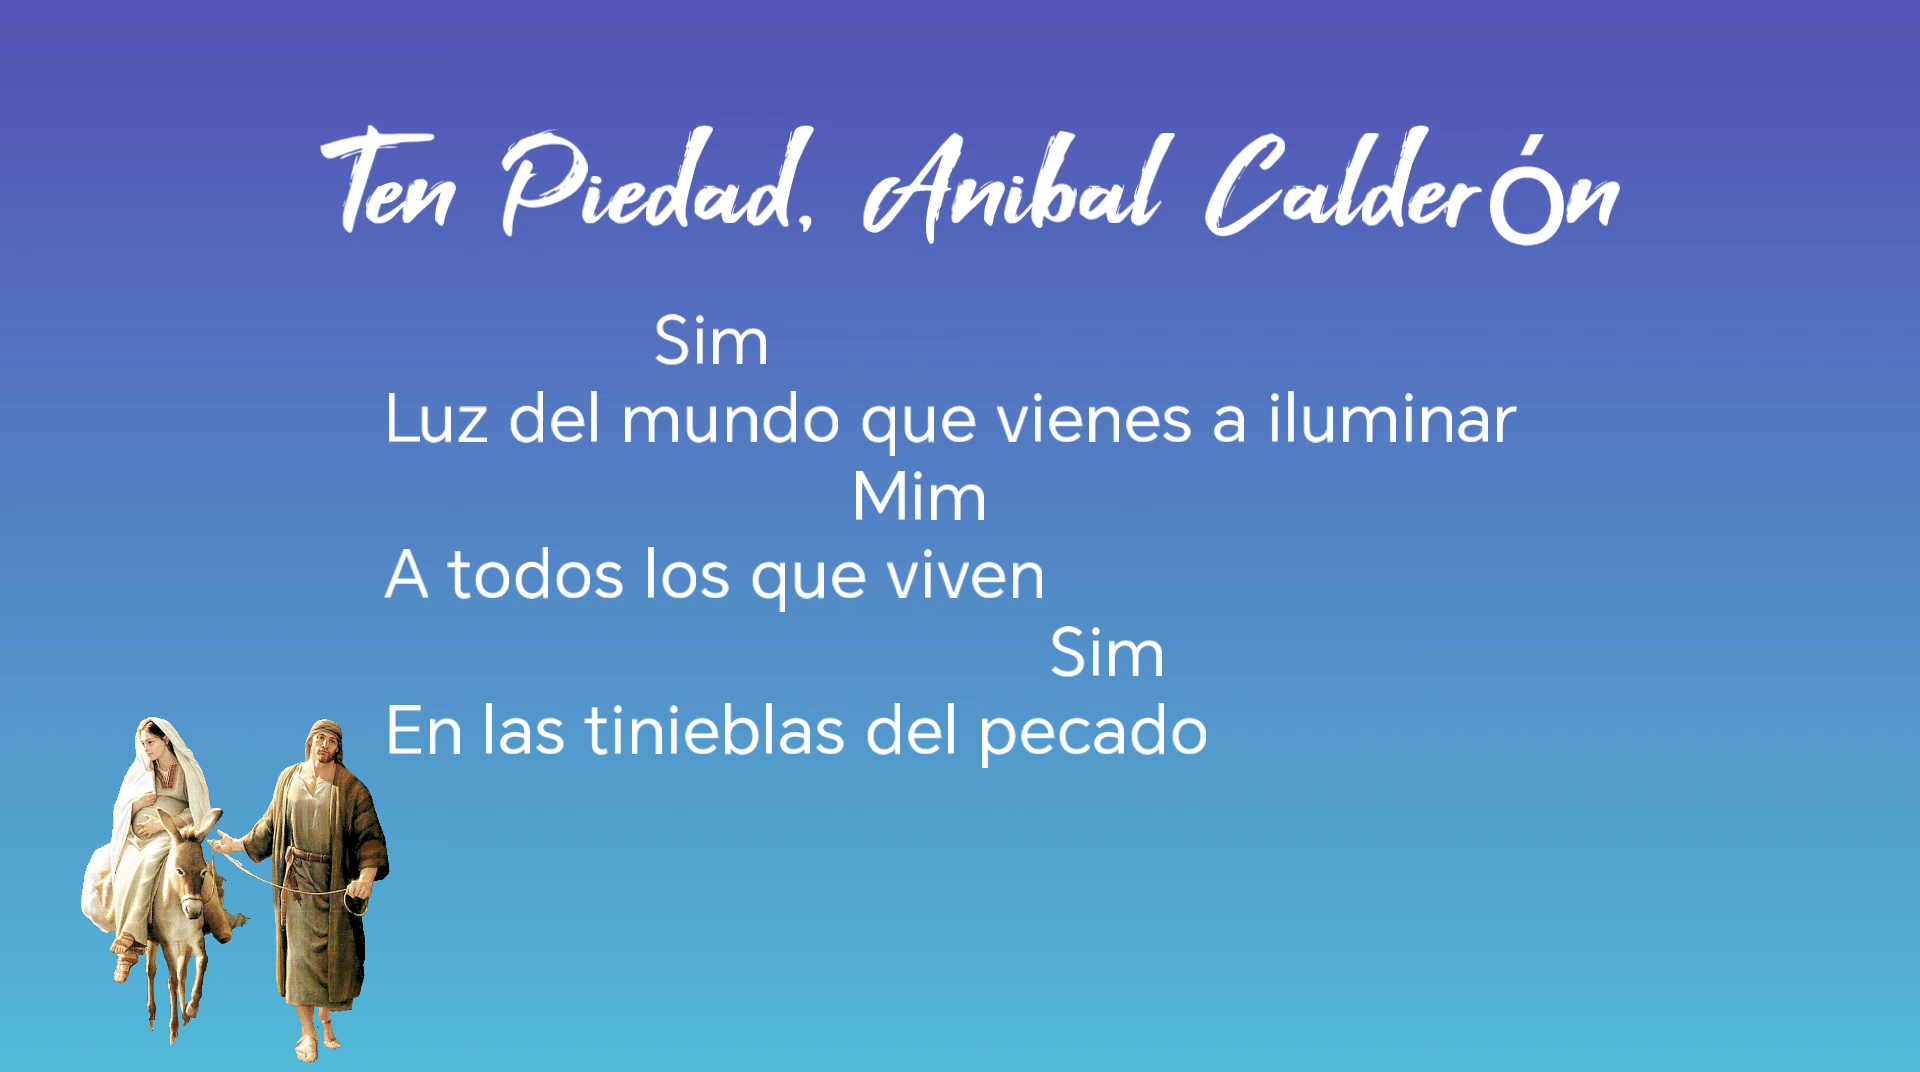 Ten Piedad, Anibal Calderón
Sim
Luz del mundo que vienes a iluminar
Mim
A todos los que viven
Sim
En las tinieblas del pecado